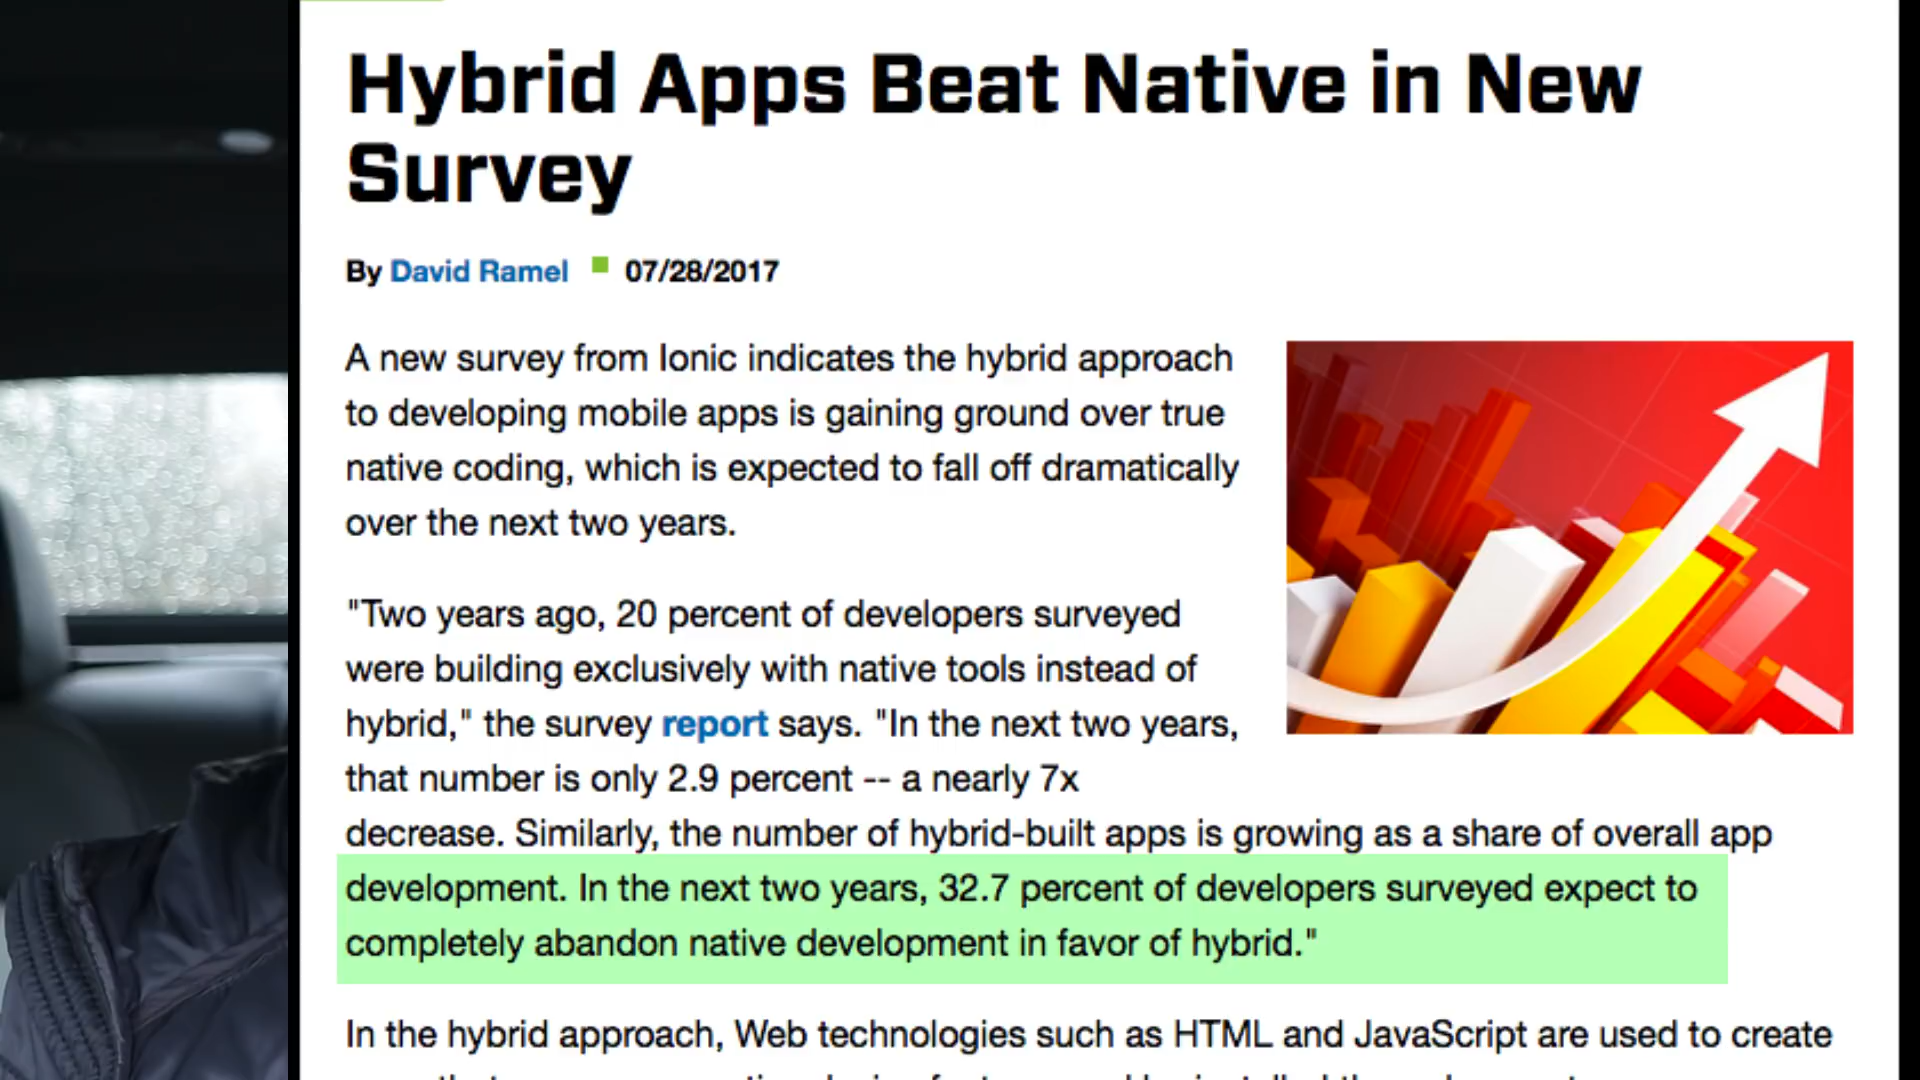 Hybrid Apps Beat Native in New
Survey
By David Ramel 07/28/2017
A new survey from Ionic indicates the hybrid approach
to developing mobile apps is gaining ground over true
native coding, which is expected to fall off dramatically
over the next two years.
"Two years ago, 20 percent of developers surveyed
were building exclusively with native tools instead of
hybrid," the survey report says. "In the next two years,
that number is only 2.9 percent -- a nearly 7x
decrease. Similarly, the number of hybrid-built apps is growing as a share of overall app
development. In the next two years, 32.7 percent of developers surveyed expect to
completely abandon native development in favor of hybrid."
In the hybrid approach, Web technologies such as HTML and JavaScript are used to create